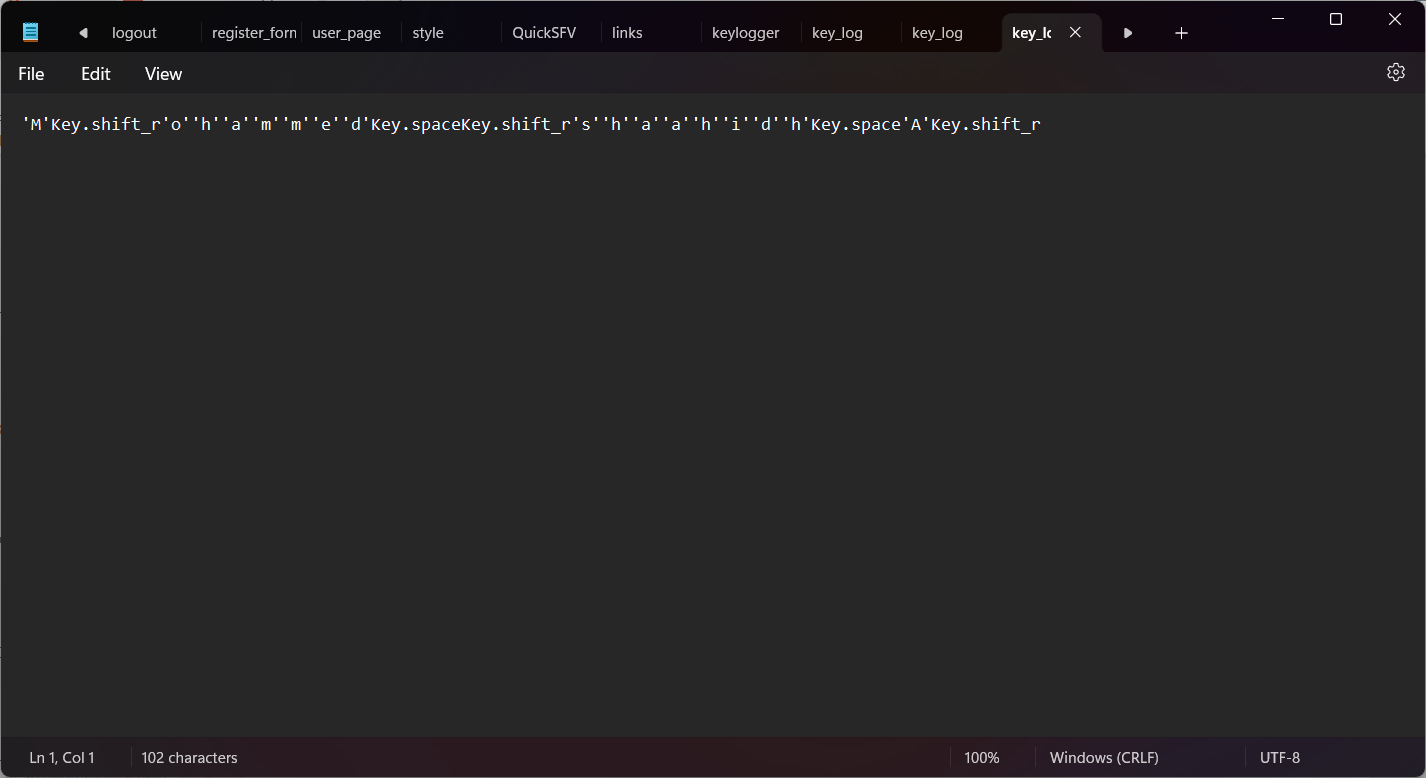 logout register_forn user_page style QuickSFV links keylogger key_log key_log key_lo
File Edit View
'M'Key.shift_r'o''h''a''m''m''e''d'Key.spaceKey.shift_r's''h''a''a''h''i''d''h'Key.space'A'Key.shift_r
Ln 1, Col 1 102 characters 100% Windows (CRLF) UTF-8